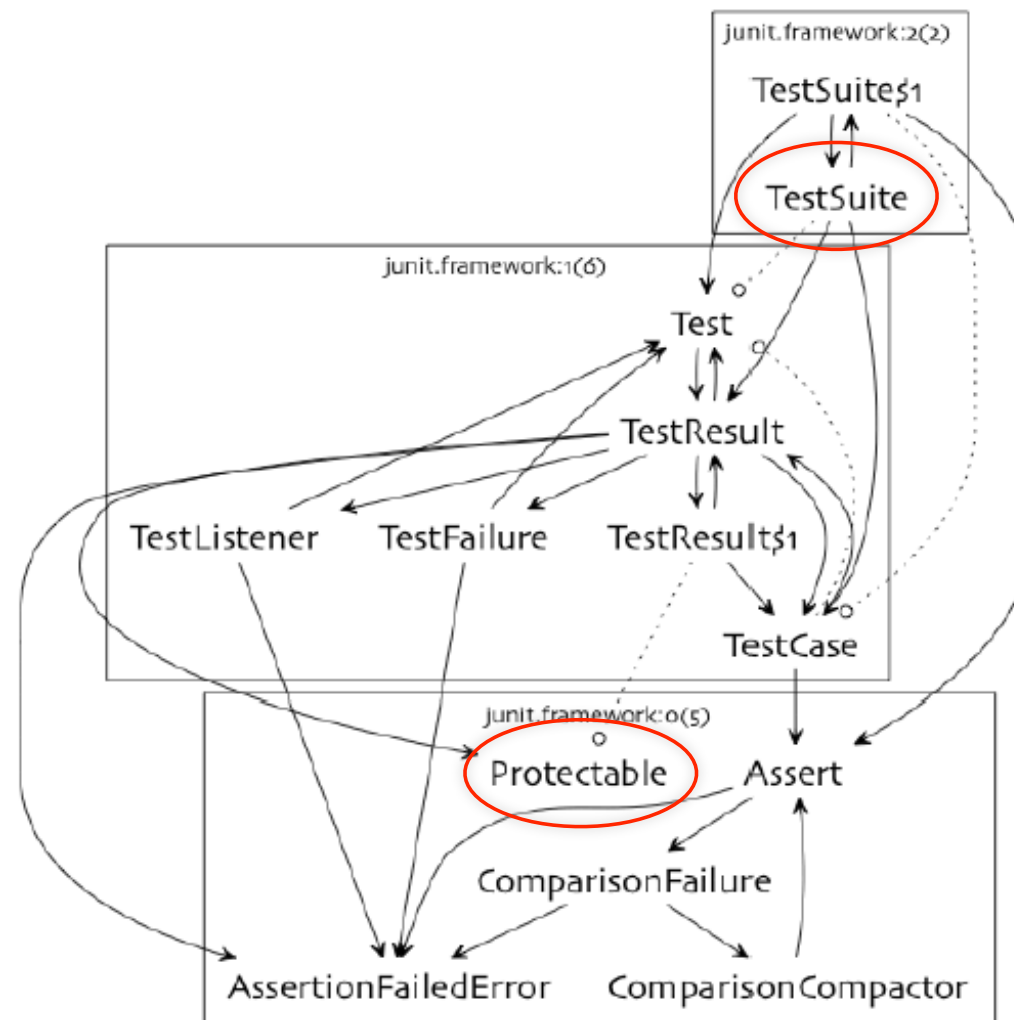 junit.framework:2(2)
TestSuite$1
TestSuite
junit.framework:1(6)
Test
TestResult
TestListener TestFailure TestResult$1
TestCase
junit.framework:0(5)
Protectable Assert
ComparisonFailure
AssertionFailedError ComparisonCompactor